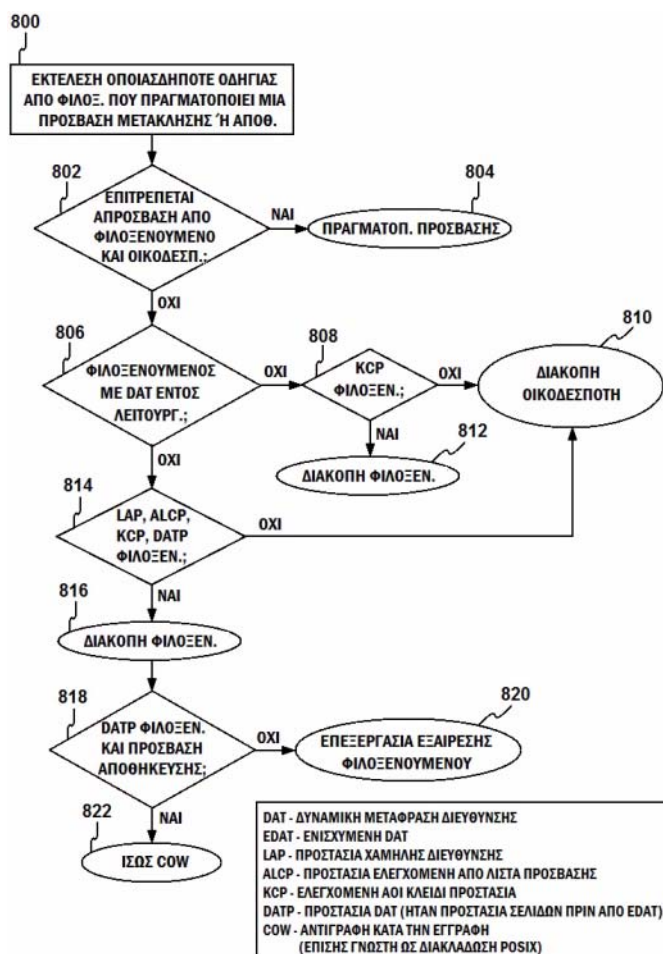 800
ΕΚΤΕΛΕΣΗ ΟΠΟΙΑΣΔΗΠΟΤΕ ΟΔΗΓΙΑΣ
ΑΠΟ ΦΙΛΟΞ. ΠΟΥ ΠΡΑΓΜΑΤΟΠΟΙΕΙ ΜΙΑ
ΠΡΟΣΒΑΣΗ ΜΕΤΑΚΛΗΣΗΣ Ή ΑΠΟΘ.
802
ΕΠΙΤΡΕΠΕΤΑΙ
ΑΠΡΟΣΒΑΣΗ ΑΠΟ
ΦΙΛΟΞΕΝΟΥΜΕΝΟ
ΚΑΙ ΟΙΚΟΔΕΣΠ.;
ΝΑΙ
804
ΠΡΑΓΜΑΤΟΠ. ΠΡΟΣΒΑΣΗΣ
ΟΧΙ
806
ΦΙΛΟΞΕΝΟΥΜΕΝΟΣ
ΜΕ DAT ΕΝΤΟΣ
ΛΕΙΤΟΥΡΓ.;
ΟΧΙ
808
KCP
ΦΙΛΟΞΕΝ.;
ΟΧΙ
810
ΔΙΑΚΟΠΗ
ΟΙΚΟΔΕΣΠΟΤΗ
ΝΑΙ
812
ΔΙΑΚΟΠΗ ΦΙΛΟΞΕΝ.
ΟΧΙ
814
LAP, ALCP,
KCP, DATP
ΦΙΛΟΞΕΝ.;
ΟΧΙ
ΝΑΙ
816
ΔΙΑΚΟΠΗ ΦΙΛΟΞΕΝ.
818
DATP ΦΙΛΟΞΕΝ.
ΚΑΙ ΠΡΟΣΒΑΣΗ
ΑΠΟΘΗΚΕΥΣΗΣ;
ΟΧΙ
820
ΕΠΕΞΕΡΓΑΣΙΑ ΕΞΑΙΡΕΣΗΣ
ΦΙΛΟΞΕΝΟΥΜΕΝΟΥ
ΝΑΙ
822
ΙΣΩΣ COW
DAT - ΔΥΝΑΜΙΚΗ ΜΕΤΑΦΡΑΣΗ ΔΙΕΥΘΥΝΣΗΣ
EDAT - ΕΝΙΣΧΥΜΕΝΗ DAT
LAP - ΠΡΟΣΤΑΣΙΑ ΧΑΜΗΛΗΣ ΔΙΕΥΘΥΝΣΗΣ
ALCP - ΠΡΟΣΤΑΣΙΑ ΕΛΕΓΧΟΜΕΝΗ ΑΠΟ ΛΙΣΤΑ ΠΡΟΣΒΑΣΗΣ
KCP - ΕΛΕΓΧΟΜΕΝΗ ΑΟΙ ΚΛΕΙΔΙ ΠΡΟΣΤΑΣΙΑ
DATP - ΠΡΟΣΤΑΣΙΑ DAT (ΗΤΑΝ ΠΡΟΣΤΑΣΙΑ ΣΕΛΙΔΩΝ ΠΡΙΝ ΑΠΟ EDAT)
COW - ΑΝΤΙΓΡΑΦΗ ΚΑΤΑ ΤΗΝ ΕΓΓΡΑΦΗ
(ΕΠΙΣΗΣ ΓΝΩΣΤΗ ΩΣ ΔΙΑΚΛΑΔΩΣΗ POSIX)